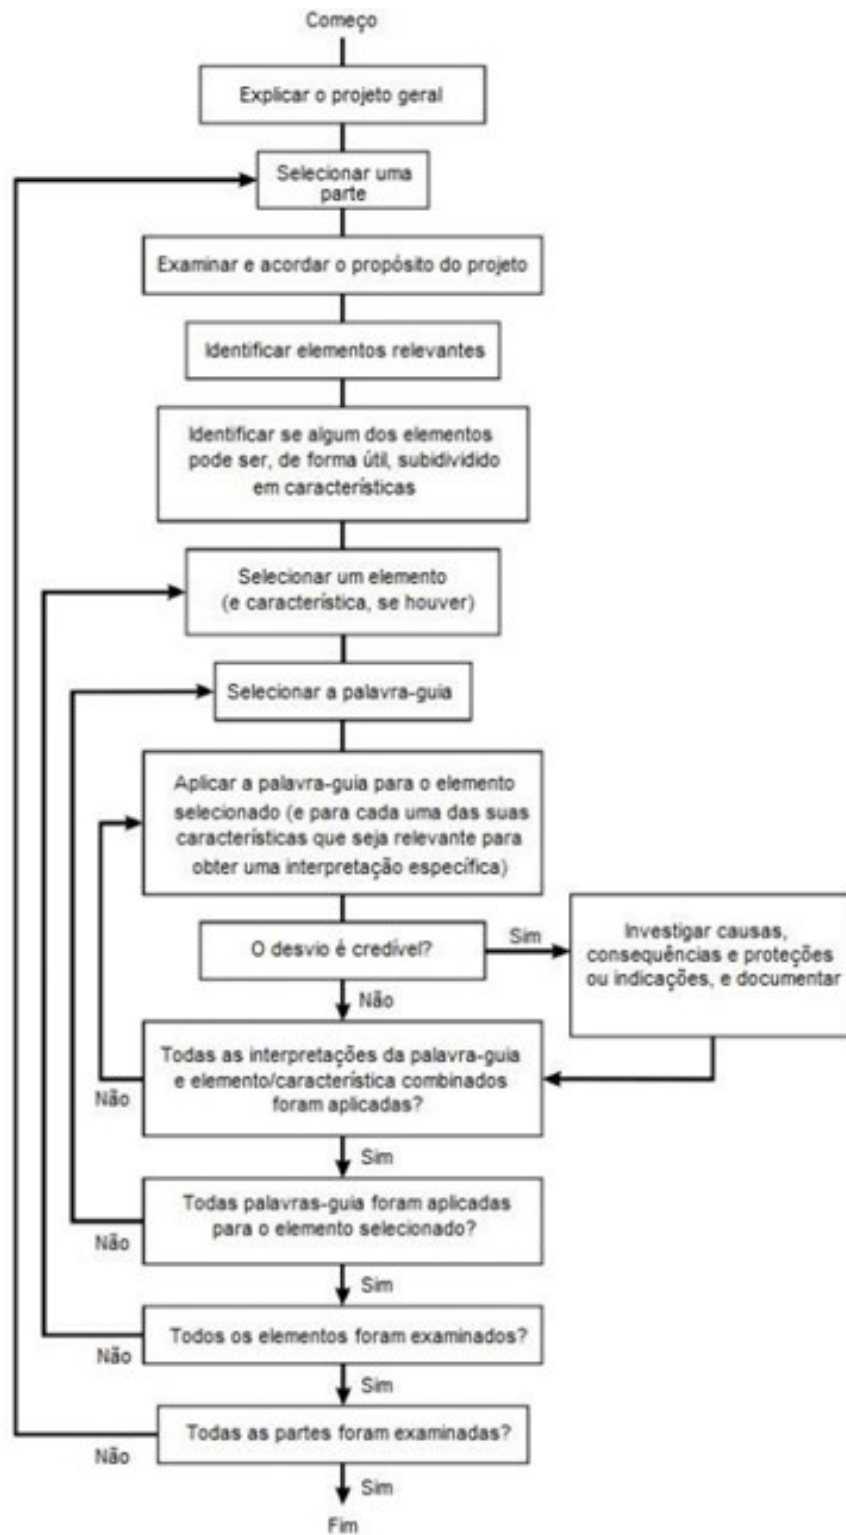 Começo
Explicar o projeto geral
Selecionar uma
parte
Examinar e acordar o propósito do projeto
Identificar elementos relevantes
Identificar se algum dos elementos
pode ser, de forma útil, subidividido
em características
Selecionar um elemento
(e característica, se houver)
Selecionar a palavra-guia
Aplicar a palavra-guia para o elemento
selecionado (e para cada uma das suas
características que seja relevante para
obter uma interpretação específica)
O desvio é credível?
Sim
Investigar causas,
consequências e proteções
ou indicações, e documentar
Não
Todas as interpretações da palavra-guia
e elemento/característica combinados
foram aplicadas?
Não
Sim
Todas palavras-guia foram aplicadas
para o elemento selecionado?
Não
Sim
Todos os elementos foram examinados?
Não
Sim
Todas as partes foram examinadas?
Não
Sim
Fim